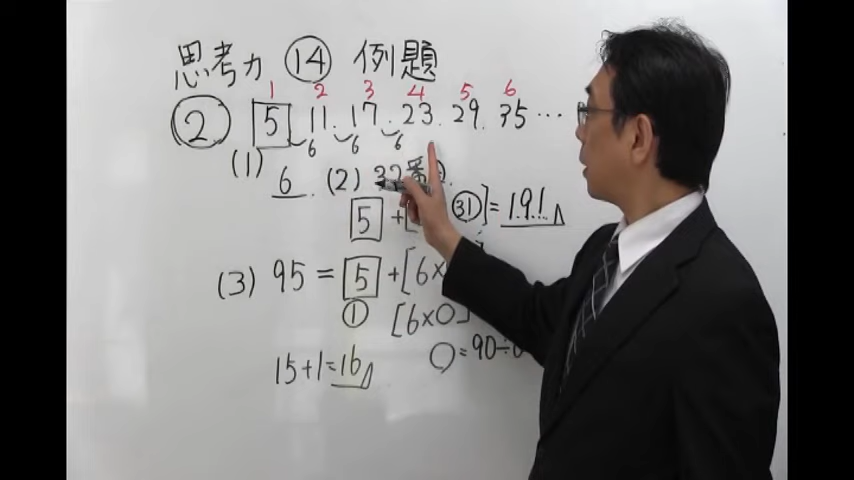 思考力 ⑭ 例題
1 2 3 4 5 6
② 5 11. 17. 23. 29. 35…
6 6 6
(1) 6. (2) 32番
5 +[ ㉛]= 191
(3) 95 = 5 +[6×
① [6×○]
○=90÷6
15+1=16